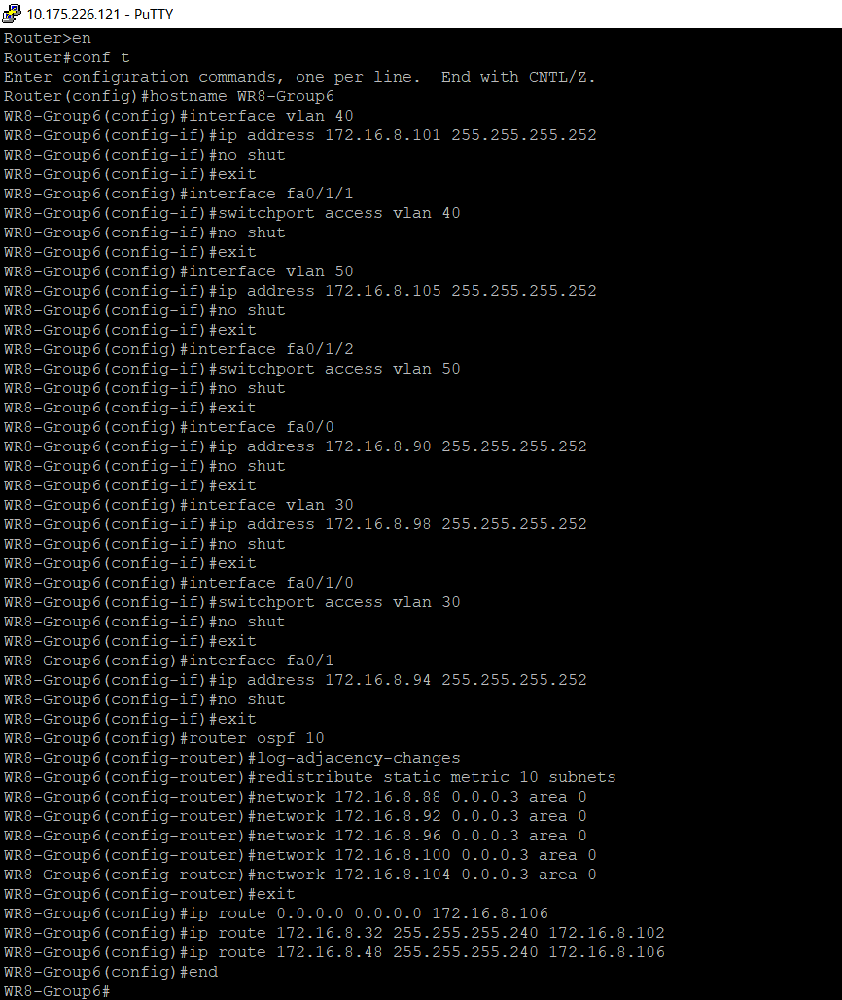 10.175.226.121 - PuTTY
Router>en
Router#conf t
Enter configuration commands, one per line.  End with CNTL/Z.
Router(config)#hostname WR8-Group6
WR8-Group6(config)#interface vlan 40
WR8-Group6(config-if)#ip address 172.16.8.101 255.255.255.252
WR8-Group6(config-if)#no shut
WR8-Group6(config-if)#exit
WR8-Group6(config)#interface fa0/1/1
WR8-Group6(config-if)#switchport access vlan 40
WR8-Group6(config-if)#no shut
WR8-Group6(config-if)#exit
WR8-Group6(config)#interface vlan 50
WR8-Group6(config-if)#ip address 172.16.8.105 255.255.255.252
WR8-Group6(config-if)#no shut
WR8-Group6(config-if)#exit
WR8-Group6(config)#interface fa0/1/2
WR8-Group6(config-if)#switchport access vlan 50
WR8-Group6(config-if)#no shut
WR8-Group6(config-if)#exit
WR8-Group6(config)#interface fa0/0
WR8-Group6(config-if)#ip address 172.16.8.90 255.255.255.252
WR8-Group6(config-if)#no shut
WR8-Group6(config-if)#exit
WR8-Group6(config)#interface vlan 30
WR8-Group6(config-if)#ip address 172.16.8.98 255.255.255.252
WR8-Group6(config-if)#no shut
WR8-Group6(config-if)#exit
WR8-Group6(config)#interface fa0/1/0
WR8-Group6(config-if)#switchport access vlan 30
WR8-Group6(config-if)#no shut
WR8-Group6(config-if)#exit
WR8-Group6(config)#interface fa0/1
WR8-Group6(config-if)#ip address 172.16.8.94 255.255.255.252
WR8-Group6(config-if)#no shut
WR8-Group6(config-if)#exit
WR8-Group6(config)#router ospf 10
WR8-Group6(config-router)#log-adjacency-changes
WR8-Group6(config-router)#redistribute static metric 10 subnets
WR8-Group6(config-router)#network 172.16.8.88 0.0.0.3 area 0
WR8-Group6(config-router)#network 172.16.8.92 0.0.0.3 area 0
WR8-Group6(config-router)#network 172.16.8.96 0.0.0.3 area 0
WR8-Group6(config-router)#network 172.16.8.100 0.0.0.3 area 0
WR8-Group6(config-router)#network 172.16.8.104 0.0.0.3 area 0
WR8-Group6(config-router)#exit
WR8-Group6(config)#ip route 0.0.0.0 0.0.0.0 172.16.8.106
WR8-Group6(config)#ip route 172.16.8.32 255.255.255.240 172.16.8.102
WR8-Group6(config)#ip route 172.16.8.48 255.255.255.240 172.16.8.106
WR8-Group6(config)#end
WR8-Group6#